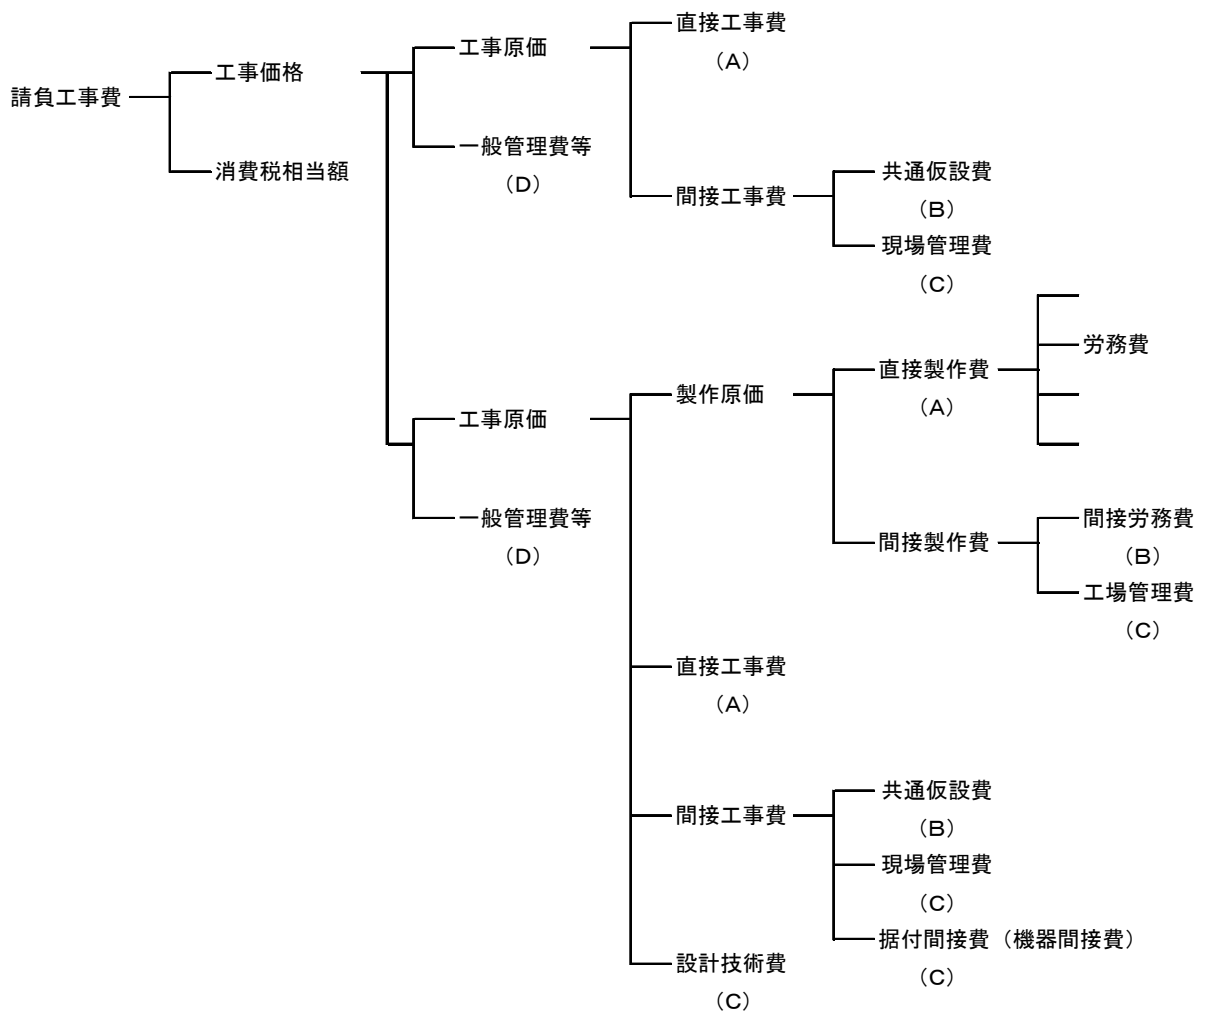 直接工事費
工事原価
（A）
工事価格
請負工事費
一般管理費等
消費税相当額
共通仮設費
（D）
間接工事費
（B）
現場管理費
（C）
労務費
直接製作費
製作原価
（A）
工事原価
一般管理費等
間接労務費
間接製作費
（D）
（B）
工場管理費
（C）
直接工事費
（A）
共通仮設費
間接工事費
（B）
現場管理費
（C）
据付間接費（機器間接費）
設計技術費
（C）
（C）